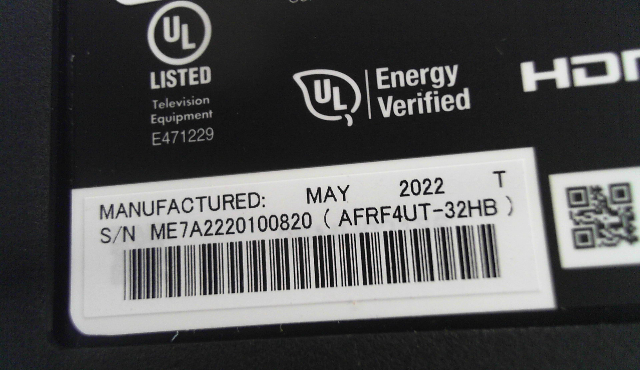 UL
LISTED
Television
Equipment
E471229
UL
Energy
Verified
MANUFACTURED: MAY 2022 T
S/N ME7A2220100820 ( AFRF4UT-32HB )